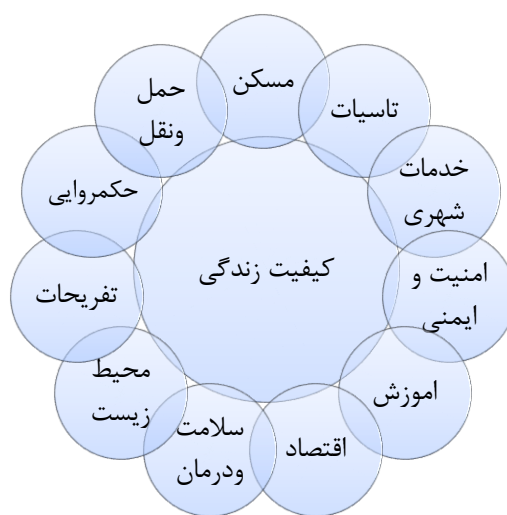 مسکن
تاسیات
خدمات
شهری
امنیت و
ایمنی
اموزش
اقتصاد
سلامت
ودرمان
محیط
زیست
تفریحات
حکمروایی
حمل
ونقل
کیفیت زندگی